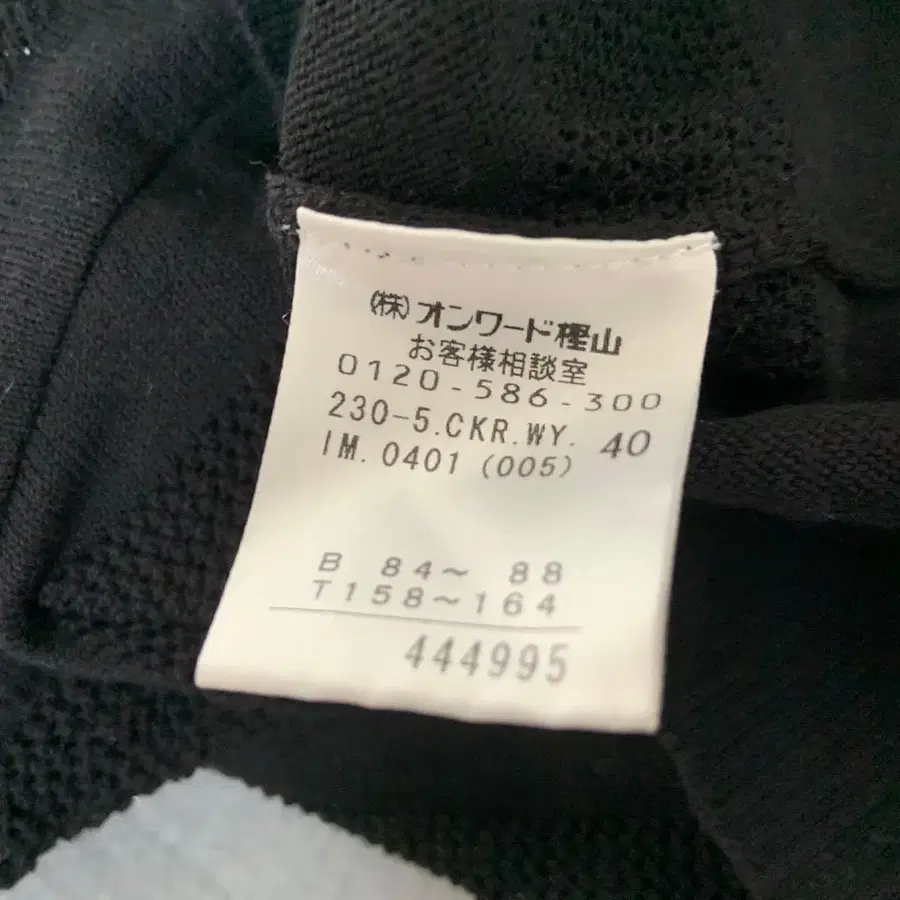 (株)オンワード樫山
お客様相談室
0120-586-300
230-5.CKR.WY. 40
IM.0401 (005)
B 84~ 88
T158~164
444995